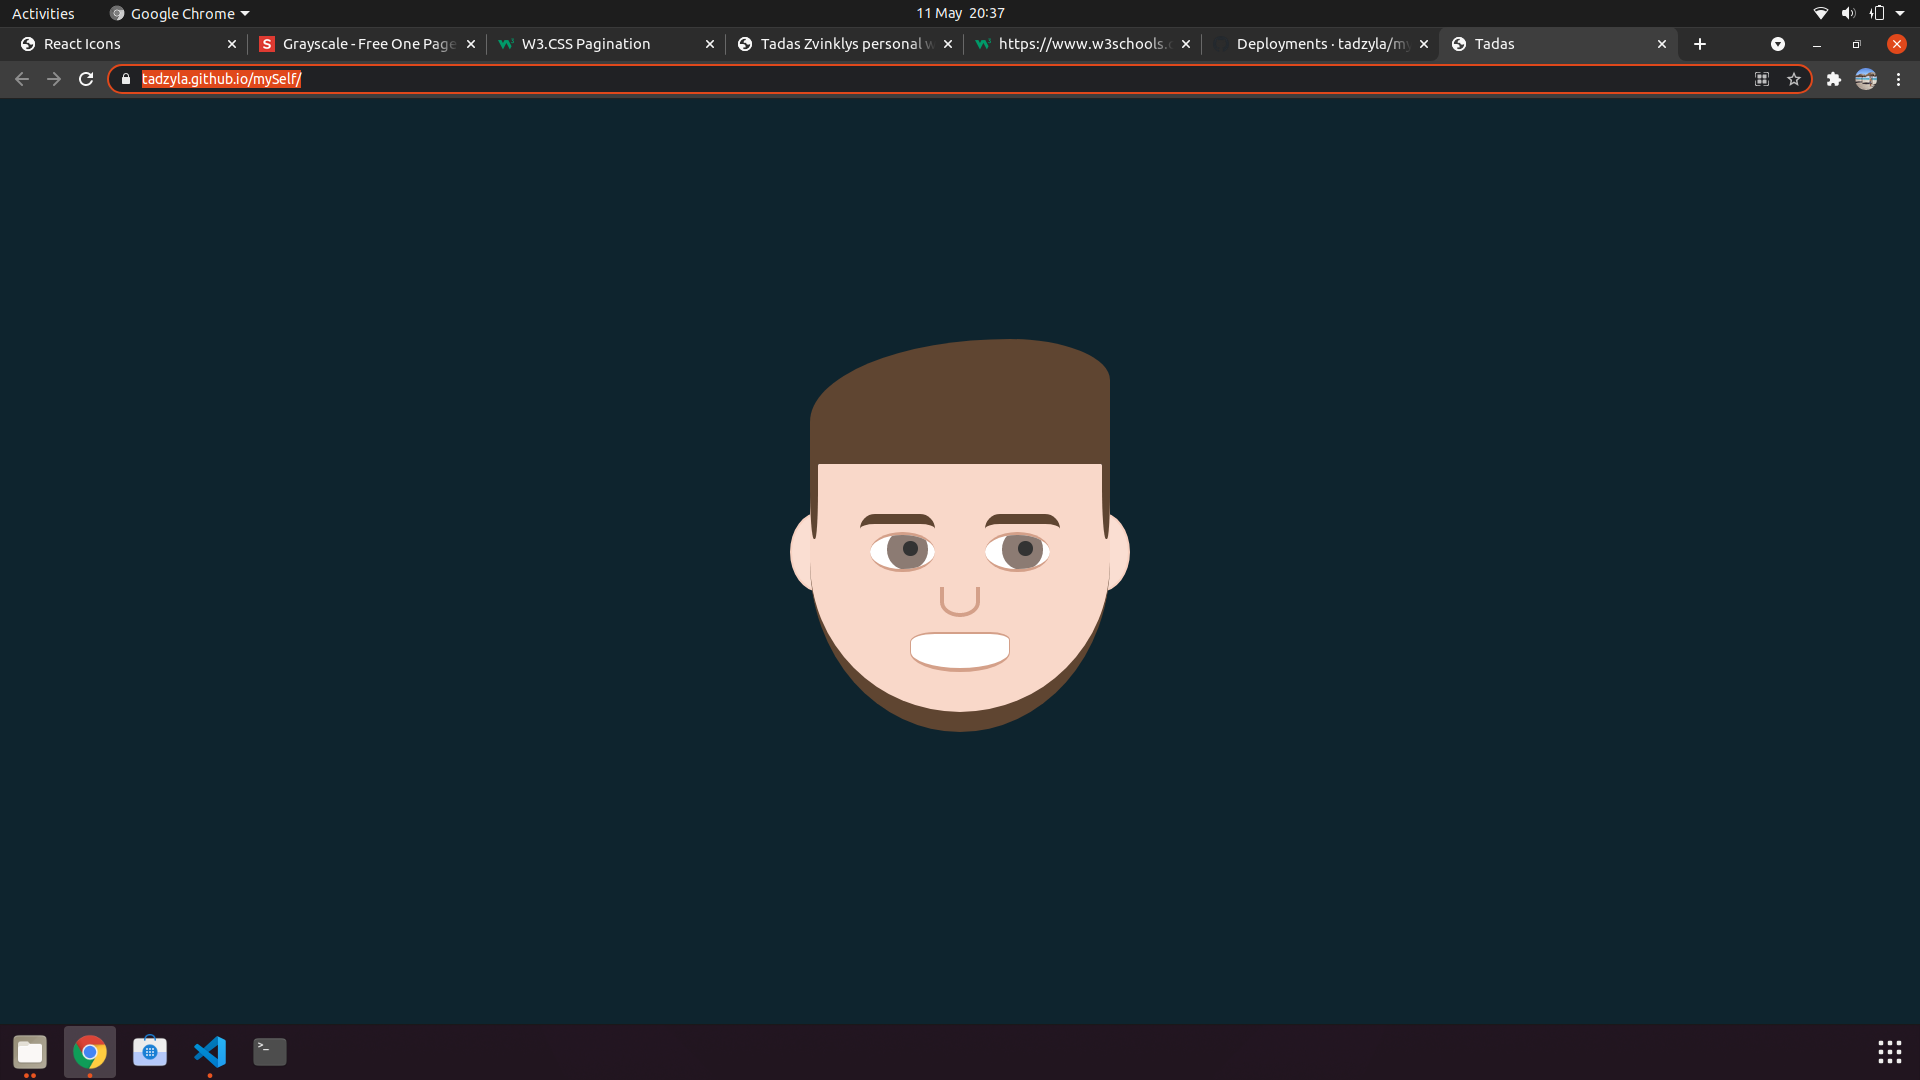 Activities Google Chrome 11 May 20:37
React Icons Grayscale - Free One Page W3.CSS Pagination Tadas Zvinklys personal w https://www.w3schools.c Deployments · tadzyla/my Tadas
tadzyla.github.io/mySelf/